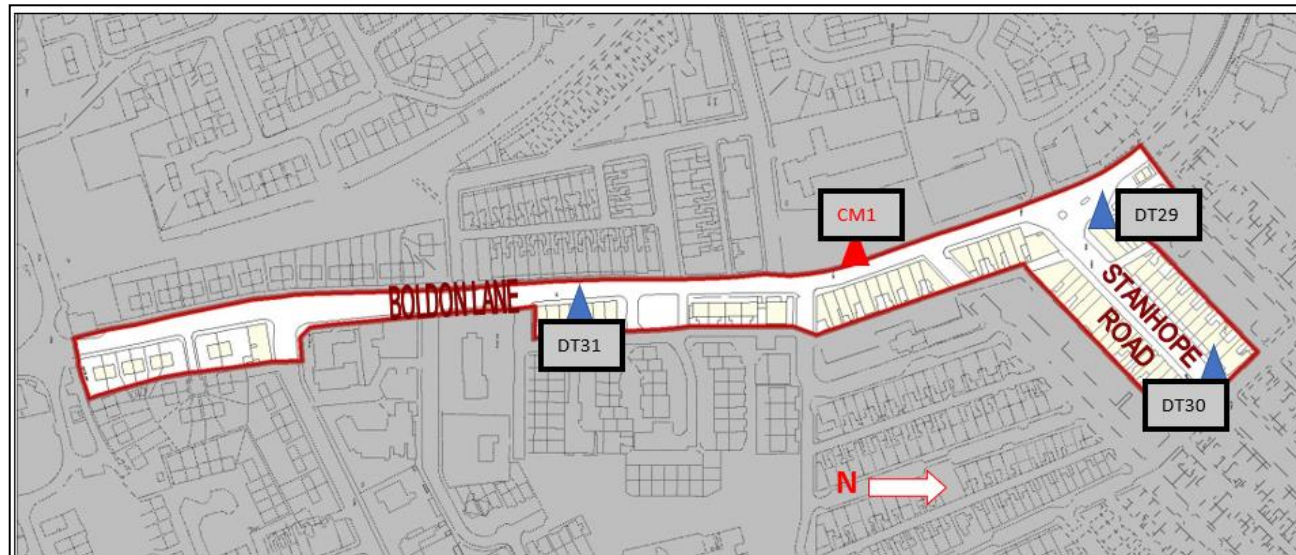 CM1
DT29
BOLDON LANE
STANHOPE
ROAD
DT31
DT30
N